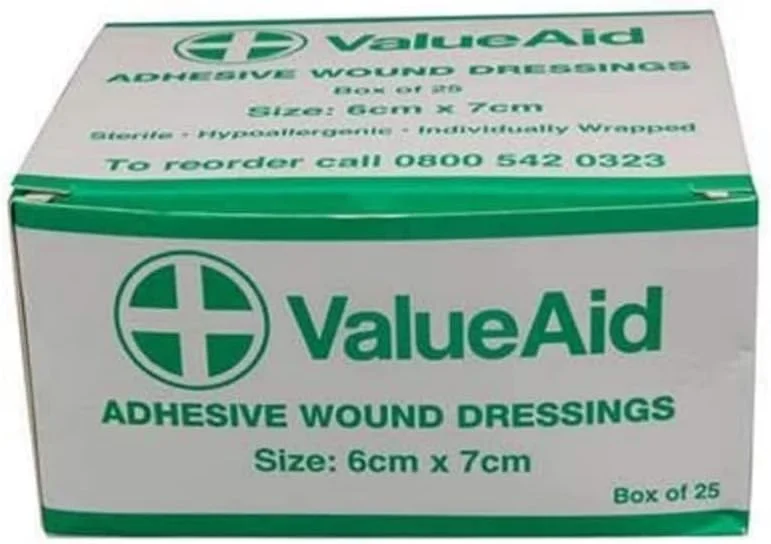 ValueAid
ADHESIVE WOUND DRESSINGS
Box of 25
Size: 6cm x 7cm
Sterile - Hypoallergenic - Individually Wrapped
To reorder call 0800 542 0323
ValueAid
ADHESIVE WOUND DRESSINGS
Size: 6cm x 7cm
Box of 25